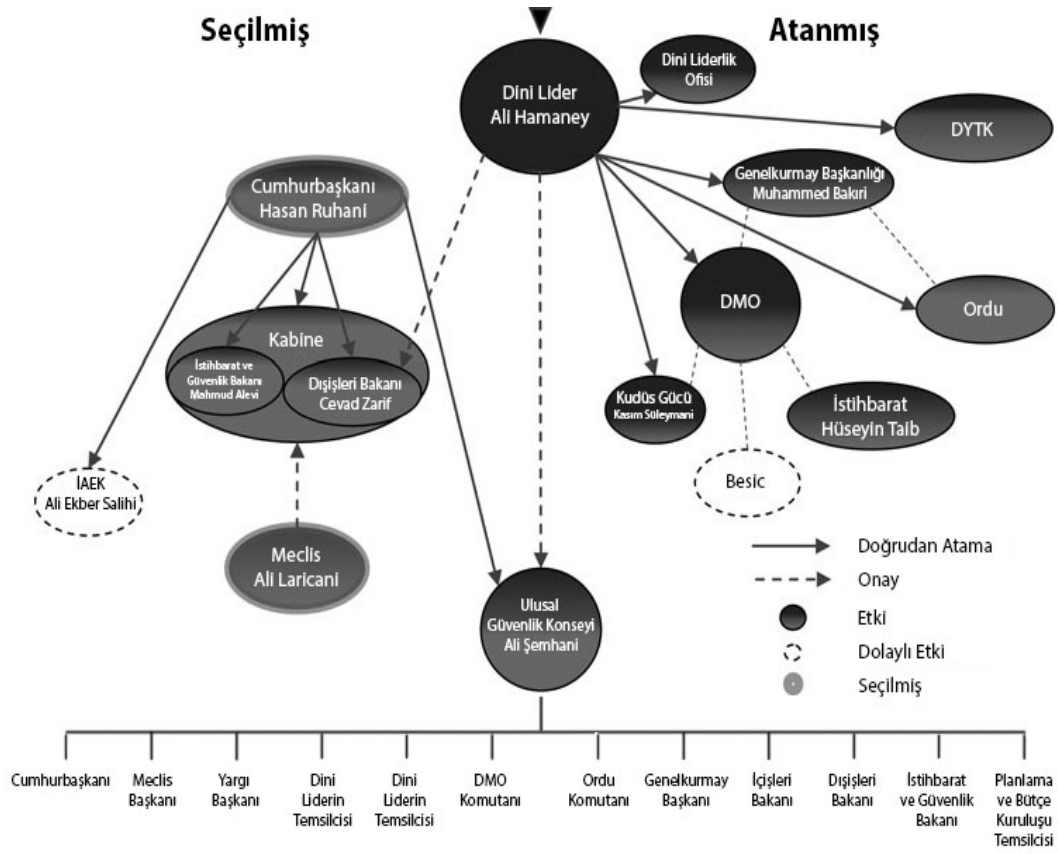 Seçilmiş
Atanmış
Dini Lider
Ali Hamaney
Dini Liderlik
Ofisi
DYTK
Genelkurmay Başkanlığı
Muhammed Bakıri
Cumhurbaşkanı
Hasan Ruhani
DMO
Ordu
Kabine
İstihbarat ve
Güvenlik Bakanı
Mahmud Alevi
Dışişleri Bakanı
Cevad Zarif
Kudüs Gücü
Kasım Süleymani
İstihbarat
Hüseyin Taib
Besic
İAEK
Ali Ekber Salihi
Meclis
Ali Laricani
Ulusal
Güvenlik Konseyi
Ali Şemhani
Doğrudan Atama
Onay
Etki
Dolaylı Etki
Seçilmiş
Cumhurbaşkanı
Meclis
Başkanı
Yargı
Başkanı
Dini
Liderin
Temsilcisi
Dini
Liderin
Temsilcisi
DMO
Komutanı
Ordu
Komutanı
Genelkurmay
Başkanı
İçişleri
Bakanı
Dışişleri
Bakanı
İstihbarat
ve Güvenlik
Bakanı
Planlama
ve Bütçe
Kuruluşu
Temsilcisi